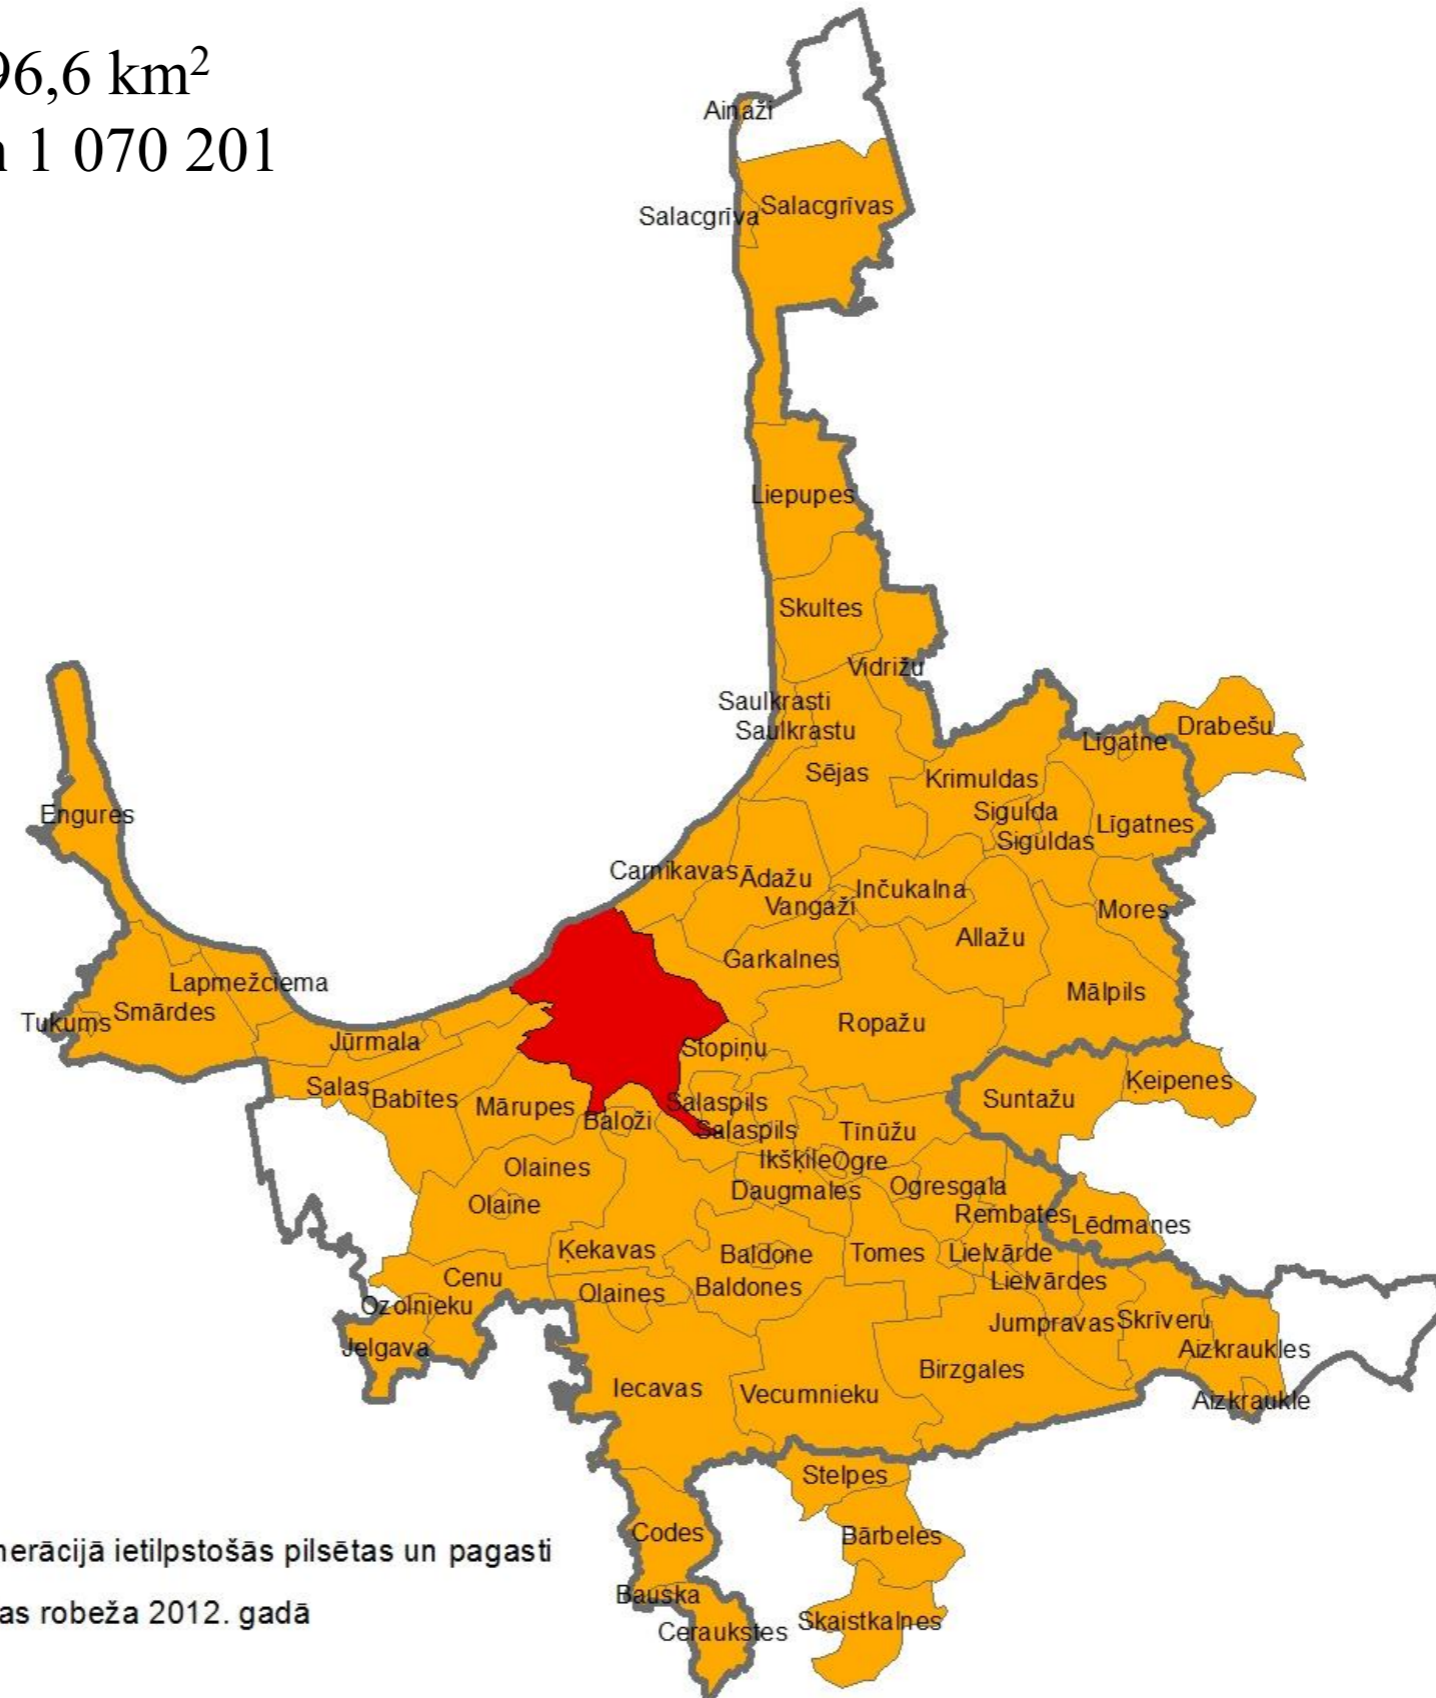 96,6 km²
1 070 201
Ainaži
Salacgrīva
Salacgrīvas
Liepupes
Skultes
Vidrižu
Saulkrasti
Saulkrastu
Drabešu
Līgatne
Sējas
Krimuldas
Sigulda
Līgatnes
Siguldas
Engures
Carnikavas
Ādažu
Inčukalna
Vangaži
Mores
Allažu
Garkalnes
Lapmežciema
Mālpils
Smārdes
Tukums
Ropažu
Jūrmala
Stopiņu
Ķeipenes
Salas
Babītes
Mārupes
Suntažu
Salaspils
Baloži
Salaspils
Tīnūžu
Ikšķile
Ogre
Olaines
Daugmales
Ogresgala
Olaine
Rembates
Lēdmanes
Ķekavas
Baldone
Tomes
Lielvārde
Cenu
Olaines
Baldones
Lielvārdes
Ozolnieku
Jumpravas
Skrīveru
Jelgava
Aizkraukles
Birzgales
Iecavas
Vecumnieku
Aizkraukle
Stelpes
Codes
Bārbeles
nerācijā ietilpstošās pilsētas un pagasti
Bauska
as robeža 2012. gadā
Skaistkalnes
Ceraukstes